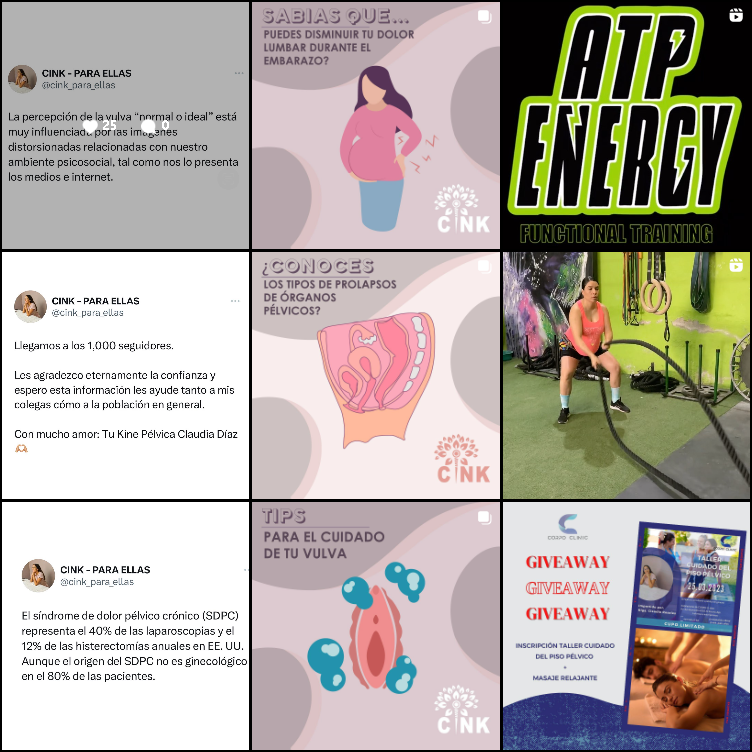 CINK - PARA ELLAS
@cink_para_ellas
La percepción de la vulva "normal o ideal" está
muy influenciada por las imágenes
distorsionadas relacionadas con nuestro
ambiente psicosocial, tal como nos lo presenta
los medios e internet.
25
0
SABIAS QUE...
PUEDES DISMINUIR TU DOLOR
LUMBAR DURANTE EL
EMBARAZO?
CINK
ATP
ENERGY
FUNCTIONAL TRAINING
CINK - PARA ELLAS
@cink_para_ellas
Llegamos a los 1,000 seguidores.
Les agradezco eternamente la confianza y
espero esta información les ayude tanto a mis
colegas cómo a la población en general.
Con mucho amor: Tu Kine Pélvica Claudia Díaz
¿CONOCES
LOS TIPOS DE PROLAPSOS
DE ÓRGANOS
PÉLVICOS?
CINK
CINK - PARA ELLAS
@cink_para_ellas
El síndrome de dolor pélvico crónico (SDPC)
representa el 40% de las laparoscopias y el
12% de las histerectomías anuales en EE. UU.
Aunque el origen del SDPC no es ginecológico
en el 80% de las pacientes.
TIPS
PARA EL CUIDADO
DE TU VULVA
CINK
GIVEAWAY
GIVEAWAY
GIVEAWAY
INSCRIPCIÓN TALLER CUIDADO
DEL PISO PÉLVICO
+
MASAJE RELAJANTE
TALLER
CUIDADO DEL
PISO PÉLVICO
25.03.2023
CUPO LIMITADO